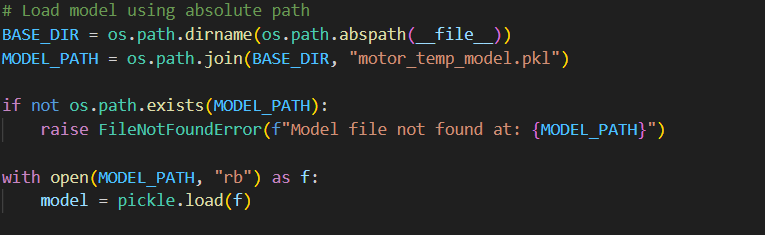 # Load model using absolute path
BASE_DIR = os.path.dirname(os.path.abspath(__file__))
MODEL_PATH = os.path.join(BASE_DIR, "motor_temp_model.pkl")

if not os.path.exists(MODEL_PATH):
    raise FileNotFoundError(f"Model file not found at: {MODEL_PATH}")

with open(MODEL_PATH, "rb") as f:
    model = pickle.load(f)